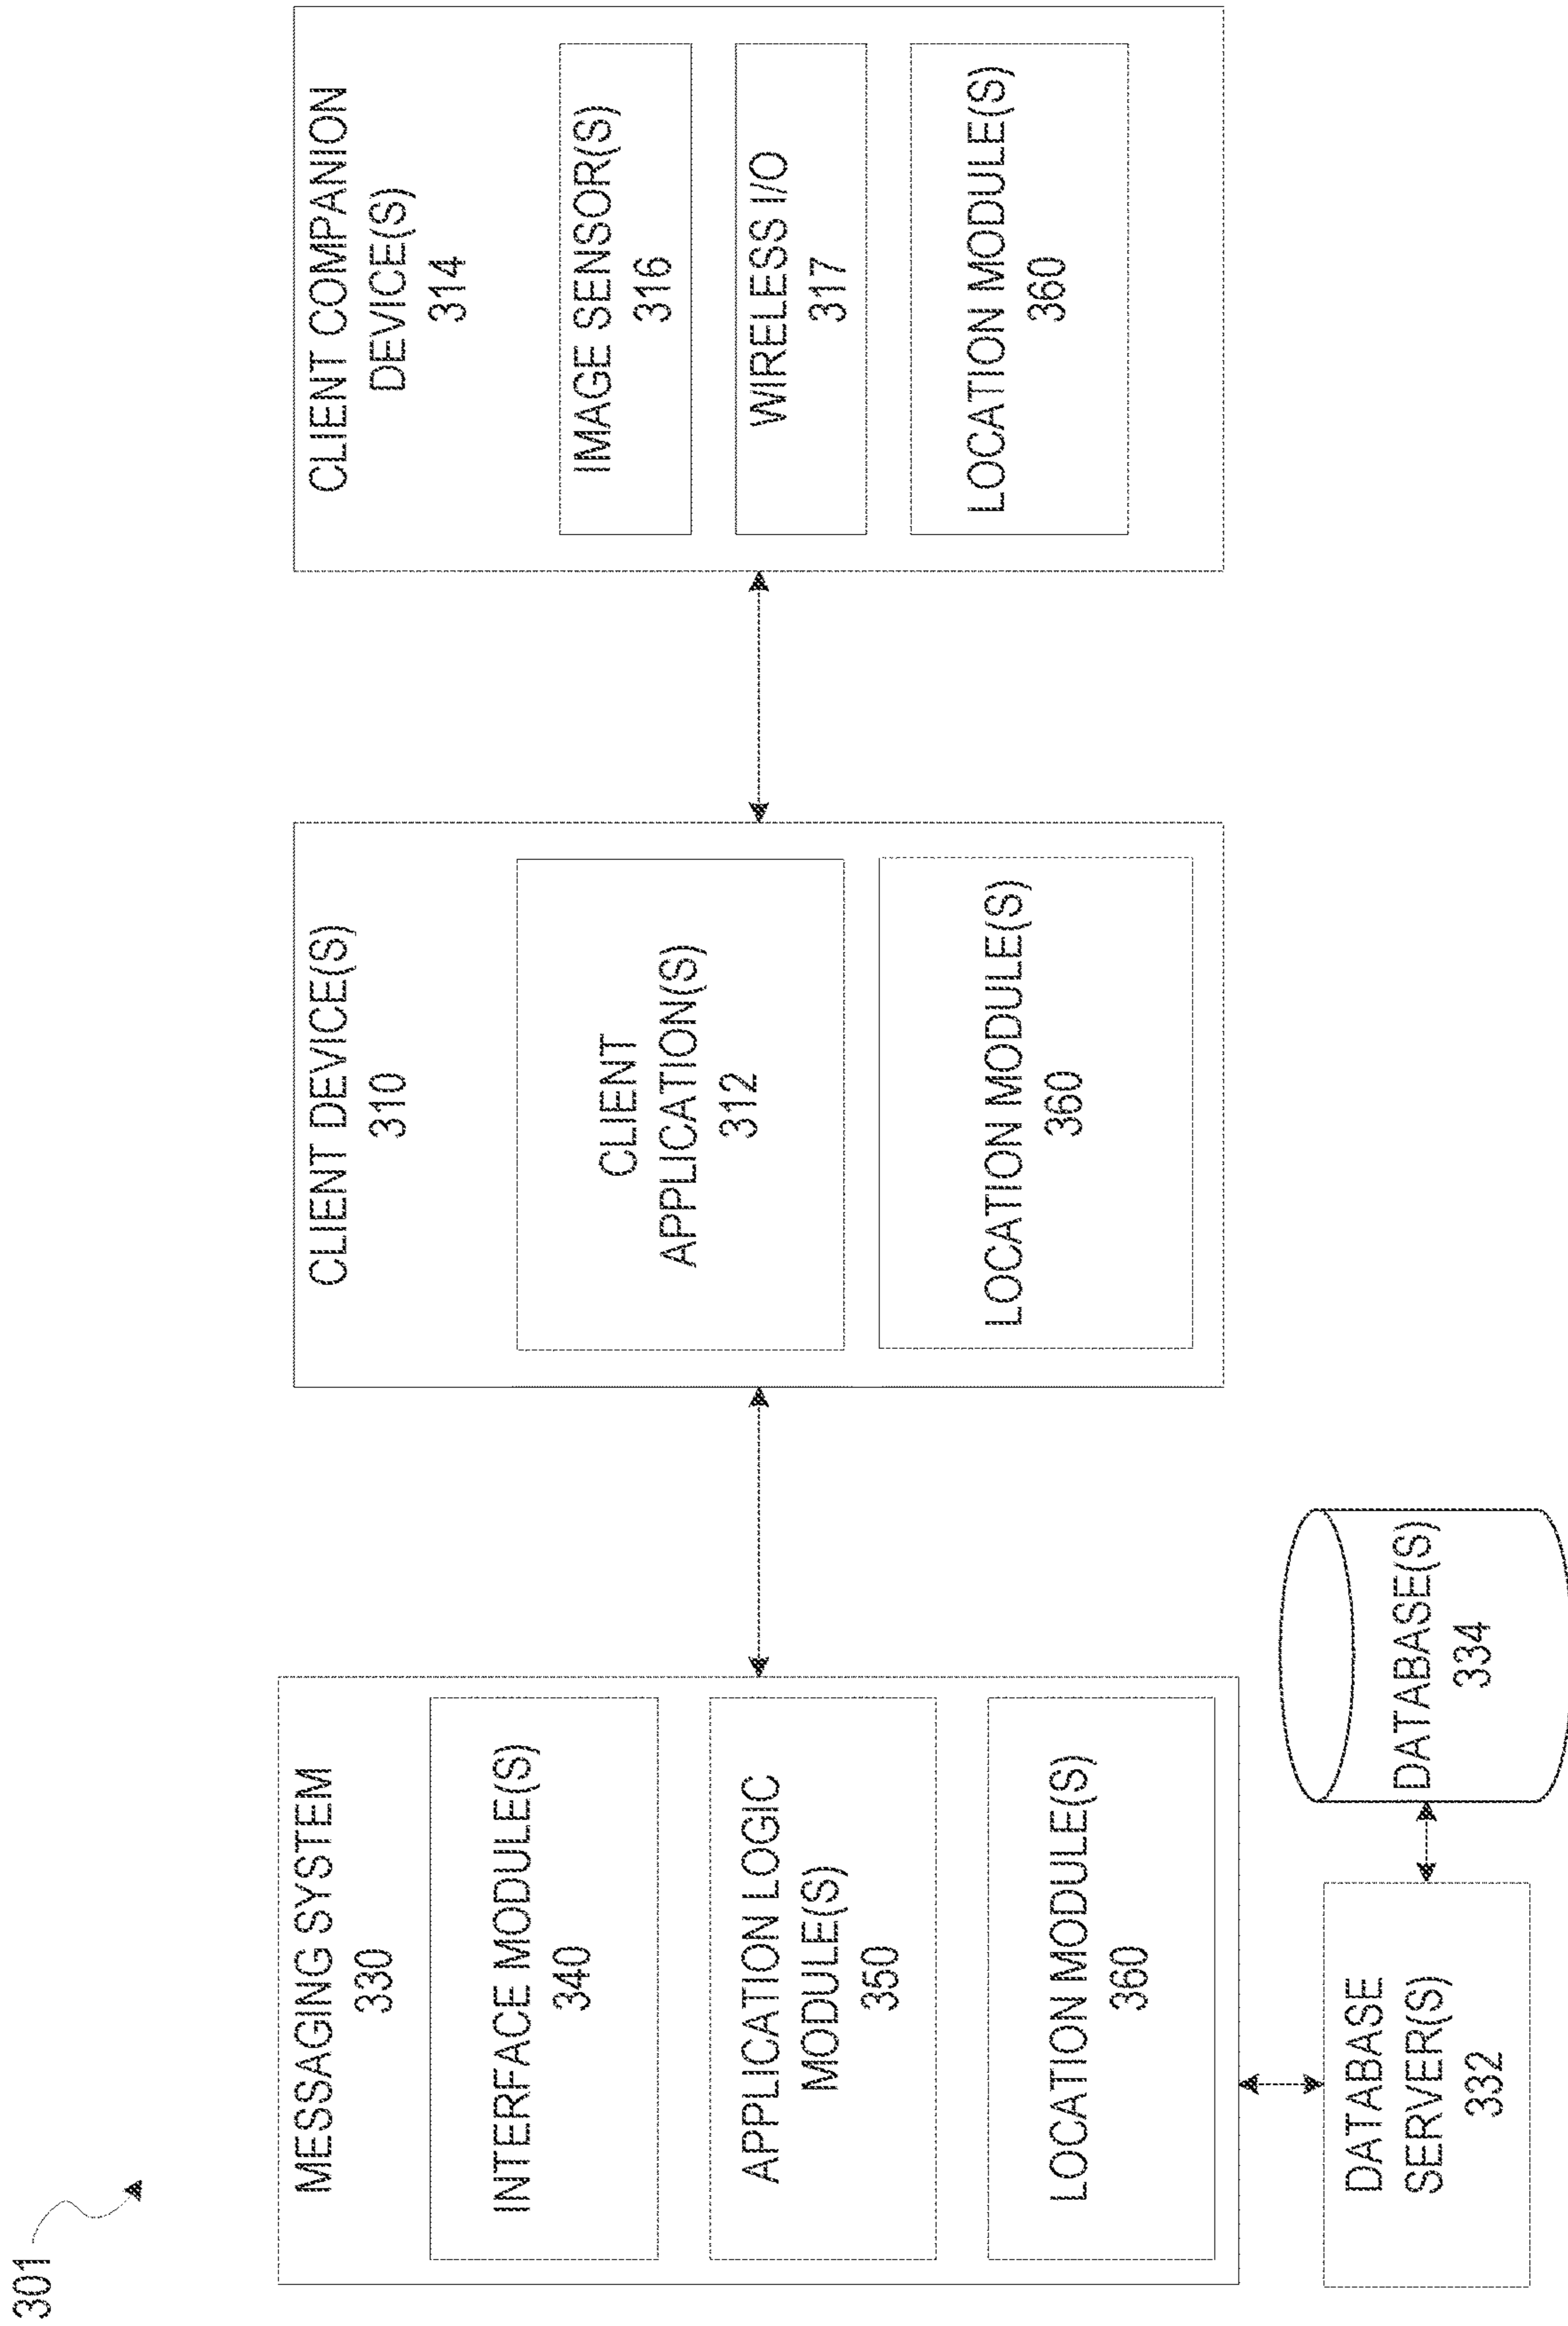 301
MESSAGING SYSTEM
330
INTERFACE MODULE(S)
340
APPLICATION LOGIC
MODULE(S)
350
LOCATION MODULE(S)
360
DATABASE
SERVER(S)
332
DATABASE(S)
334
CLIENT DEVICE(S)
310
CLIENT
APPLICATION(S)
312
LOCATION MODULE(S)
360
CLIENT COMPANION
DEVICE(S)
314
IMAGE SENSOR(S)
316
WIRELESS I/O
317
LOCATION MODULE(S)
360